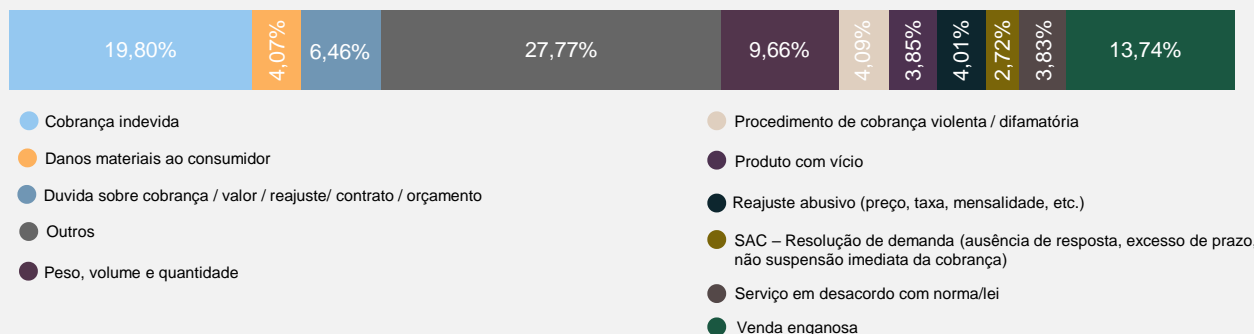 19,80%
4,07%
6,46%
27,77%
9,66%
4,09%
3,85%
4,01%
2,72%
3,83%
13,74%
Cobrança indevida
Danos materiais ao consumidor
Duvida sobre cobrança / valor / reajuste/ contrato / orçamento
Outros
Peso, volume e quantidade
Procedimento de cobrança violenta / difamatória
Produto com vício
Reajuste abusivo (preço, taxa, mensalidade, etc.)
SAC – Resolução de demanda (ausência de resposta, excesso de prazo,
não suspensão imediata da cobrança)
Serviço em desacordo com norma/lei
Venda enganosa